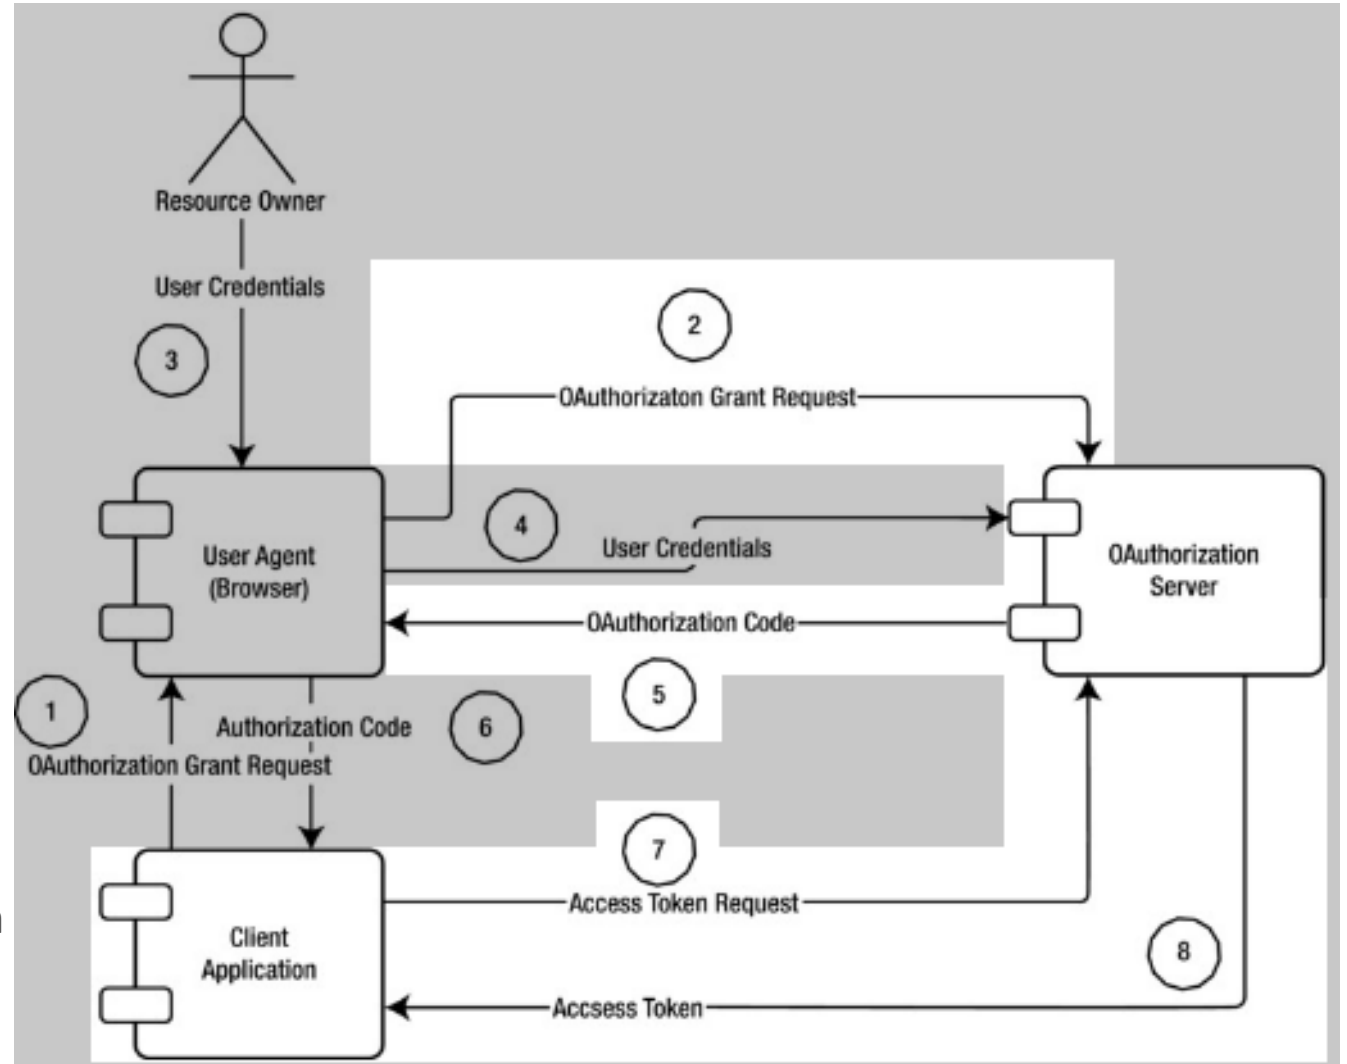 Resource Owner
User Credentials
2
3
OAuthorizaton Grant Request
4
User Credentials
User Agent
(Browser)
OAuthorization
Server
OAuthorization Code
5
1
Authorization Code
6
OAuthorization Grant Request
7
Access Token Request
Client
Application
8
Accsess Token